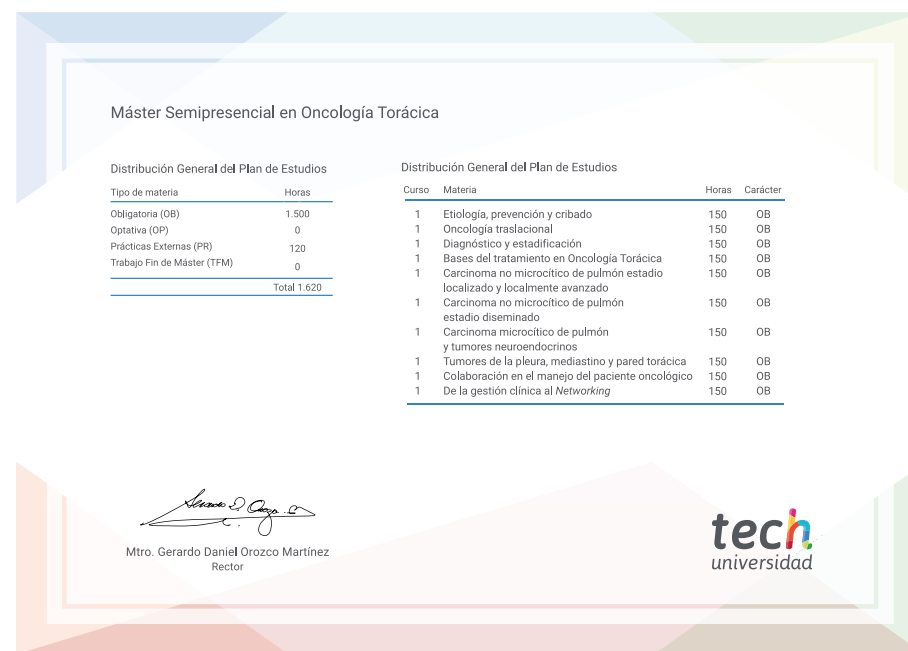 Máster Semipresencial en Oncología Torácica
Distribución General del Plan de Estudios
Tipo de materia Horas
Obligatoria (OB) 1.500
Optativa (OP) 0
Prácticas Externas (PR) 120
Trabajo Fin de Máster (TFM) 0
Total 1.620
Distribución General del Plan de Estudios
Curso Materia Horas Carácter
1 Etiología, prevención y cribado 150 OB
1 Oncología traslacional 150 OB
1 Diagnóstico y estadificación 150 OB
1 Bases del tratamiento en Oncología Torácica 150 OB
1 Carcinoma no microcítico de pulmón estadio 150 OB
localizado y localmente avanzado
1 Carcinoma no microcítico de pulmón 150 OB
estadio diseminado
1 Carcinoma microcítico de pulmón 150 OB
y tumores neuroendocrinos
1 Tumores de la pleura, mediastino y pared torácica 150 OB
1 Colaboración en el manejo del paciente oncológico 150 OB
1 De la gestión clínica al Networking 150 OB
Mtro. Gerardo Daniel Orozco Martínez
Rector
tech
universidad